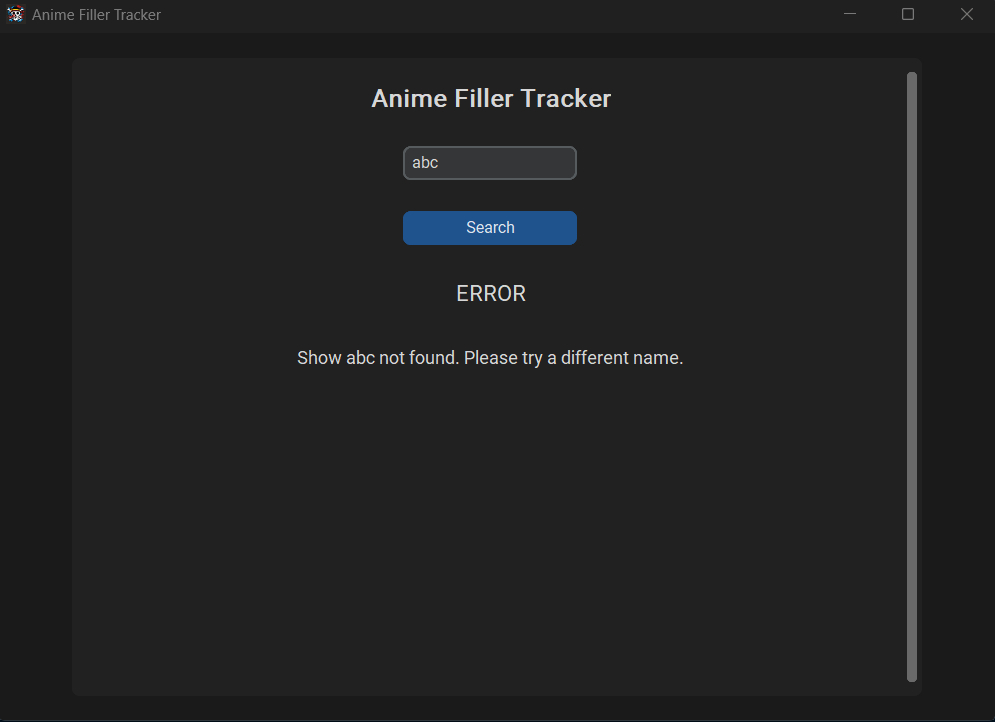 Anime Filler Tracker
Anime Filler Tracker
abc
Search
ERROR
Show abc not found. Please try a different name.